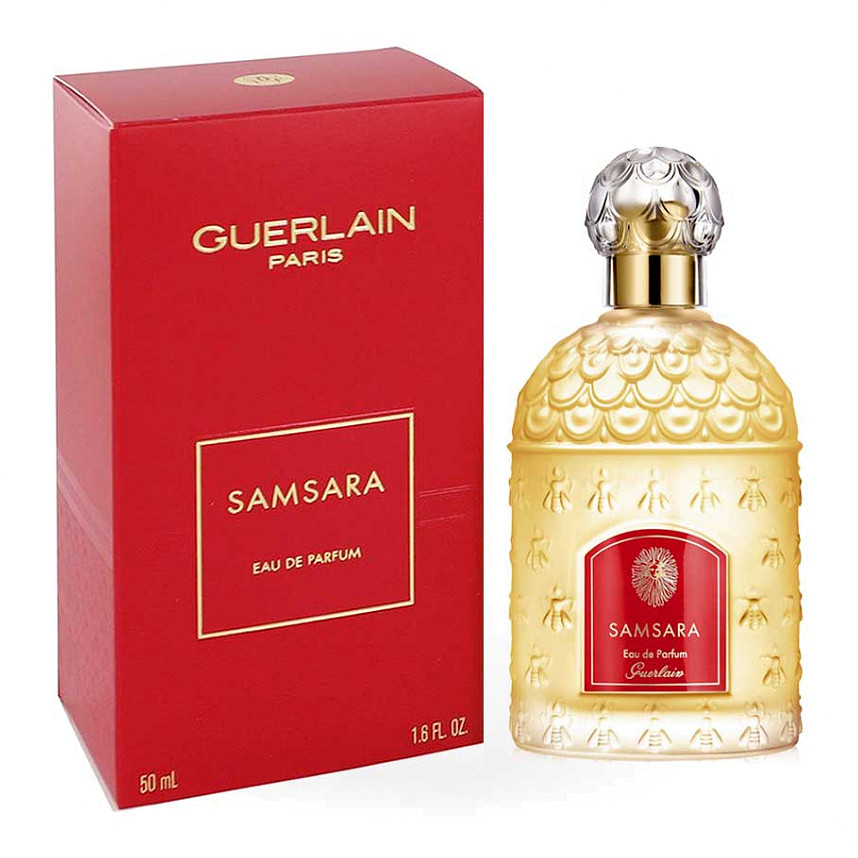 GUERLAIN
PARIS
SAMSARA
EAU DE PARFUM
50 mL
1.6 FL. OZ.
SAMSARA
Eau de Parfum
Guerlain